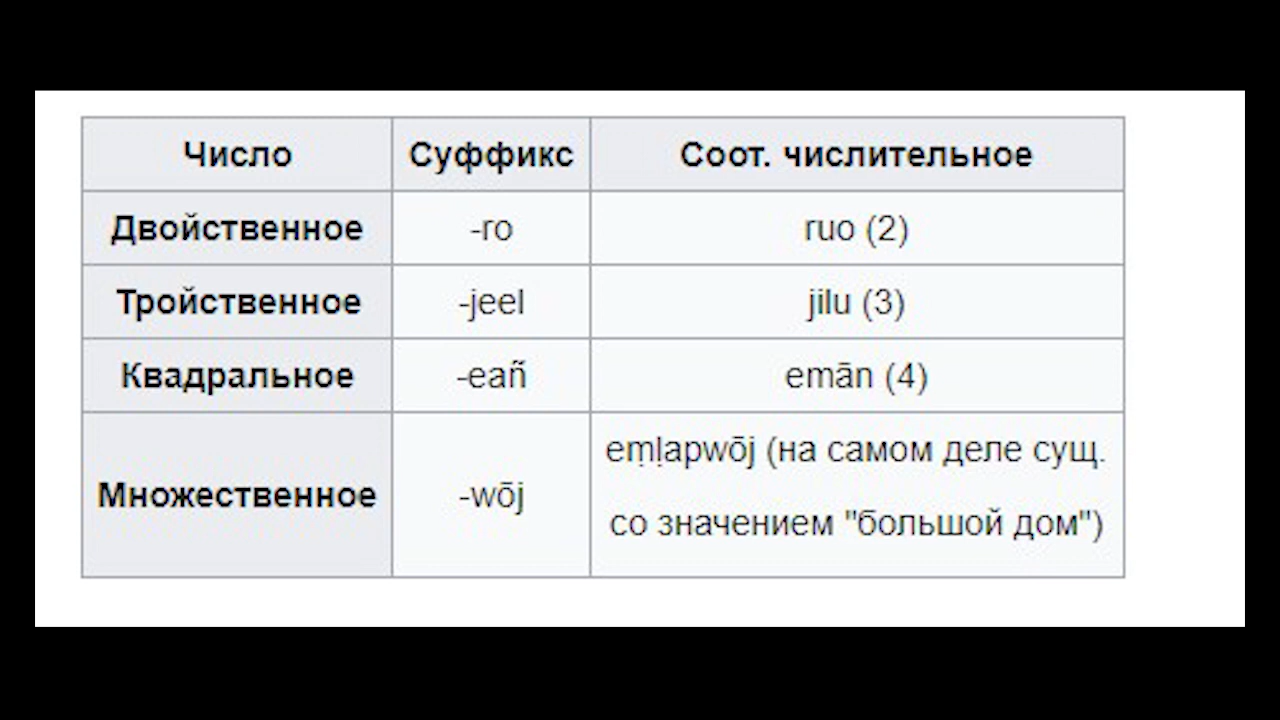 Число Суффикс Соот. числительное
Двойственное -ro ruo (2)
Тройственное -jeel jilu (3)
Квадральное -eañ emān (4)
Множественное -wōj eṃḷapwōj (на самом деле сущ.
со значением "большой дом")